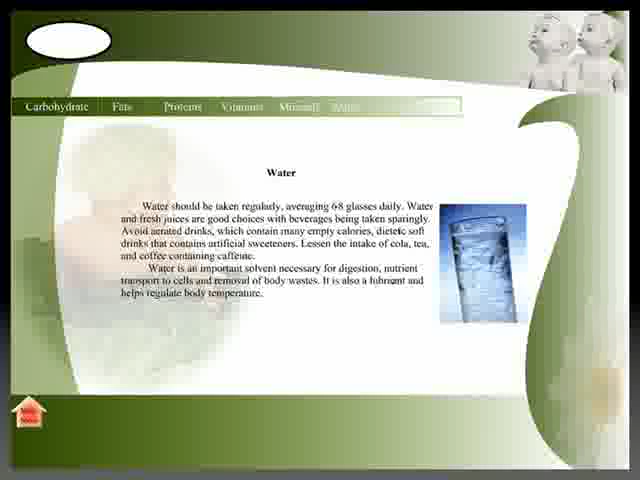 Carbohydrate Fats Proteins Vitamins Minerals Water
Water
Water should be taken regularly, averaging 6-8 glasses daily. Water
and fresh juices are good choices with beverages being taken sparingly.
Avoid aerated drinks, which contain many empty calories, dietetic soft
drinks that contains artificial sweeteners. Lessen the intake of cola, tea,
and coffee containing caffeine.
Water is an important solvent necessary for digestion, nutrient
transport to cells and removal of body wastes. It is also a lubricant and
helps regulate body temperature.